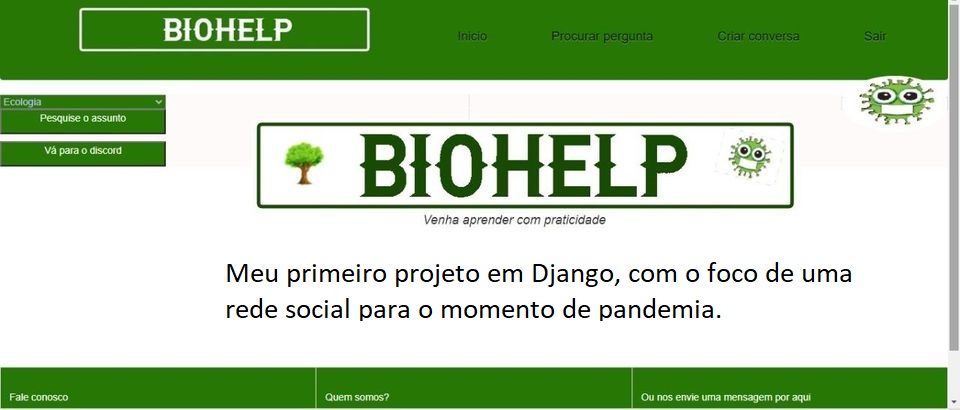 BIOHELP
Inicio
Procurar pergunta
Criar conversa
Sair
Ecologia
Pesquise o assunto
Vá para o discord
BIOHELP
Venha aprender com praticidade
Meu primeiro projeto em Django, com o foco de uma
rede social para o momento de pandemia.
Fale conosco
Quem somos?
Ou nos envie uma mensagem por aqui